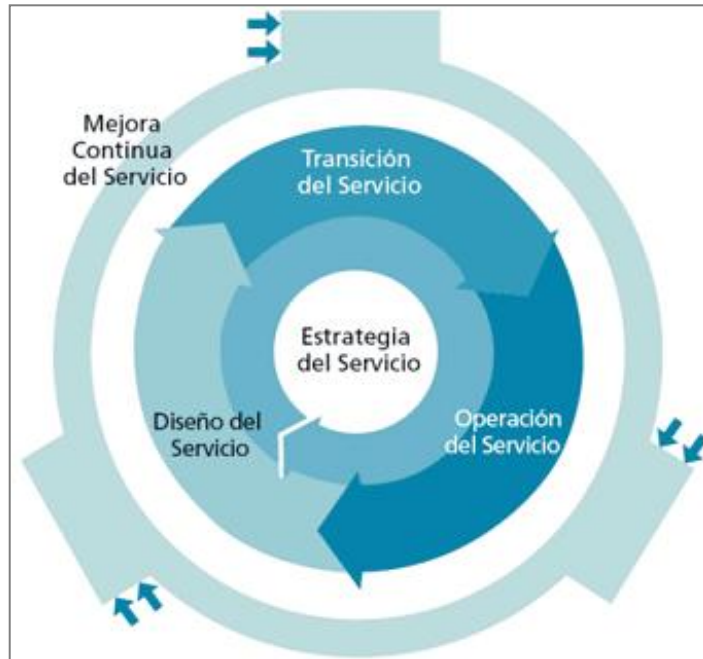 Mejora
Continua
del Servicio
Transición
del Servicio
Estrategia
del Servicio
Diseño del
Servicio
Operación
del Servicio